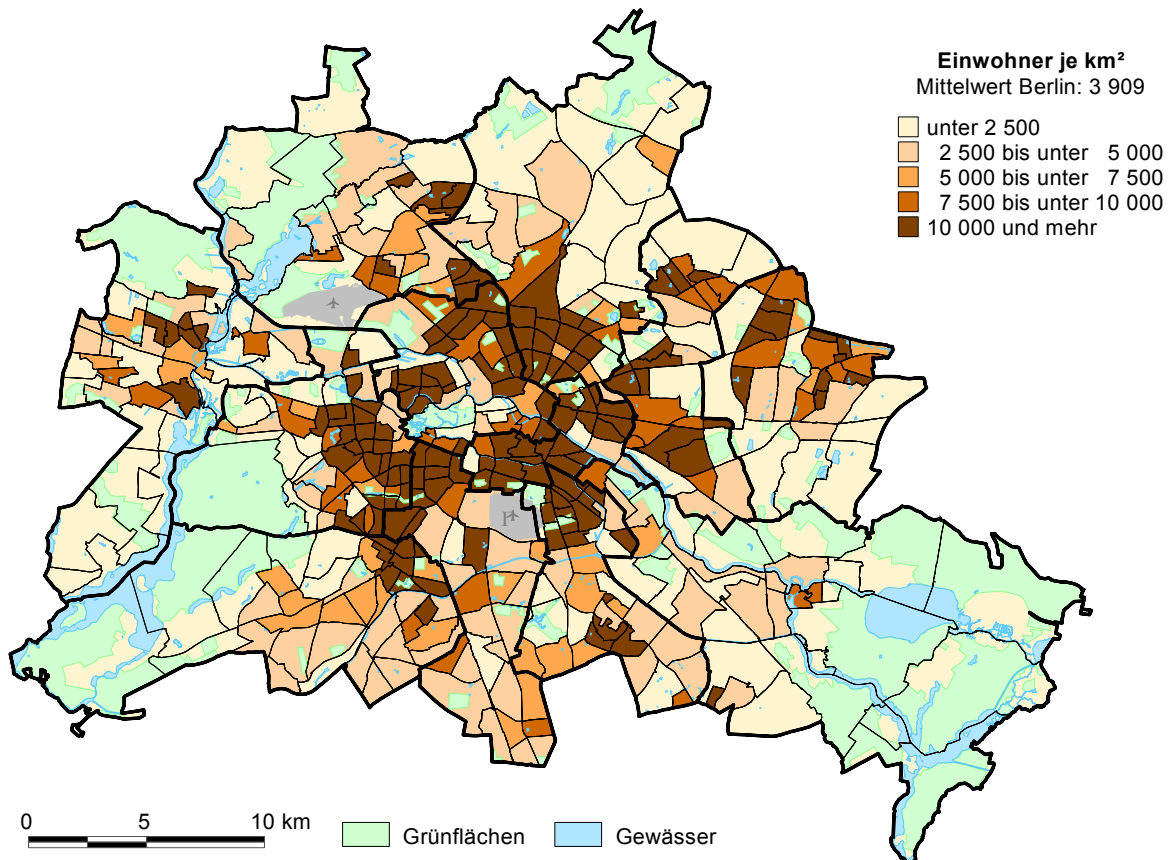 Einwohner je km²
Mittelwert Berlin: 3 909
unter 2 500
2 500 bis unter 5 000
5 000 bis unter 7 500
7 500 bis unter 10 000
10 000 und mehr
0 5 10 km
Grünflächen Gewässer